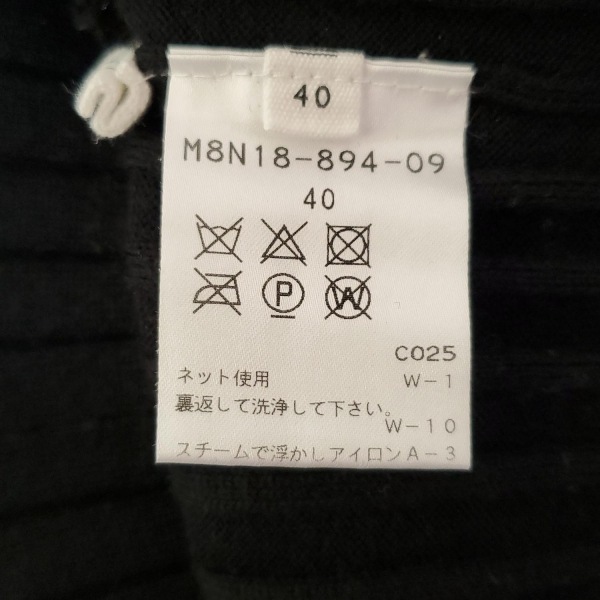 40
M8N18-894-09
40
P
W
C025
ネット使用 W-1
裏返して洗浄して下さい。
W-10
スチームで浮かしアイロンA-3